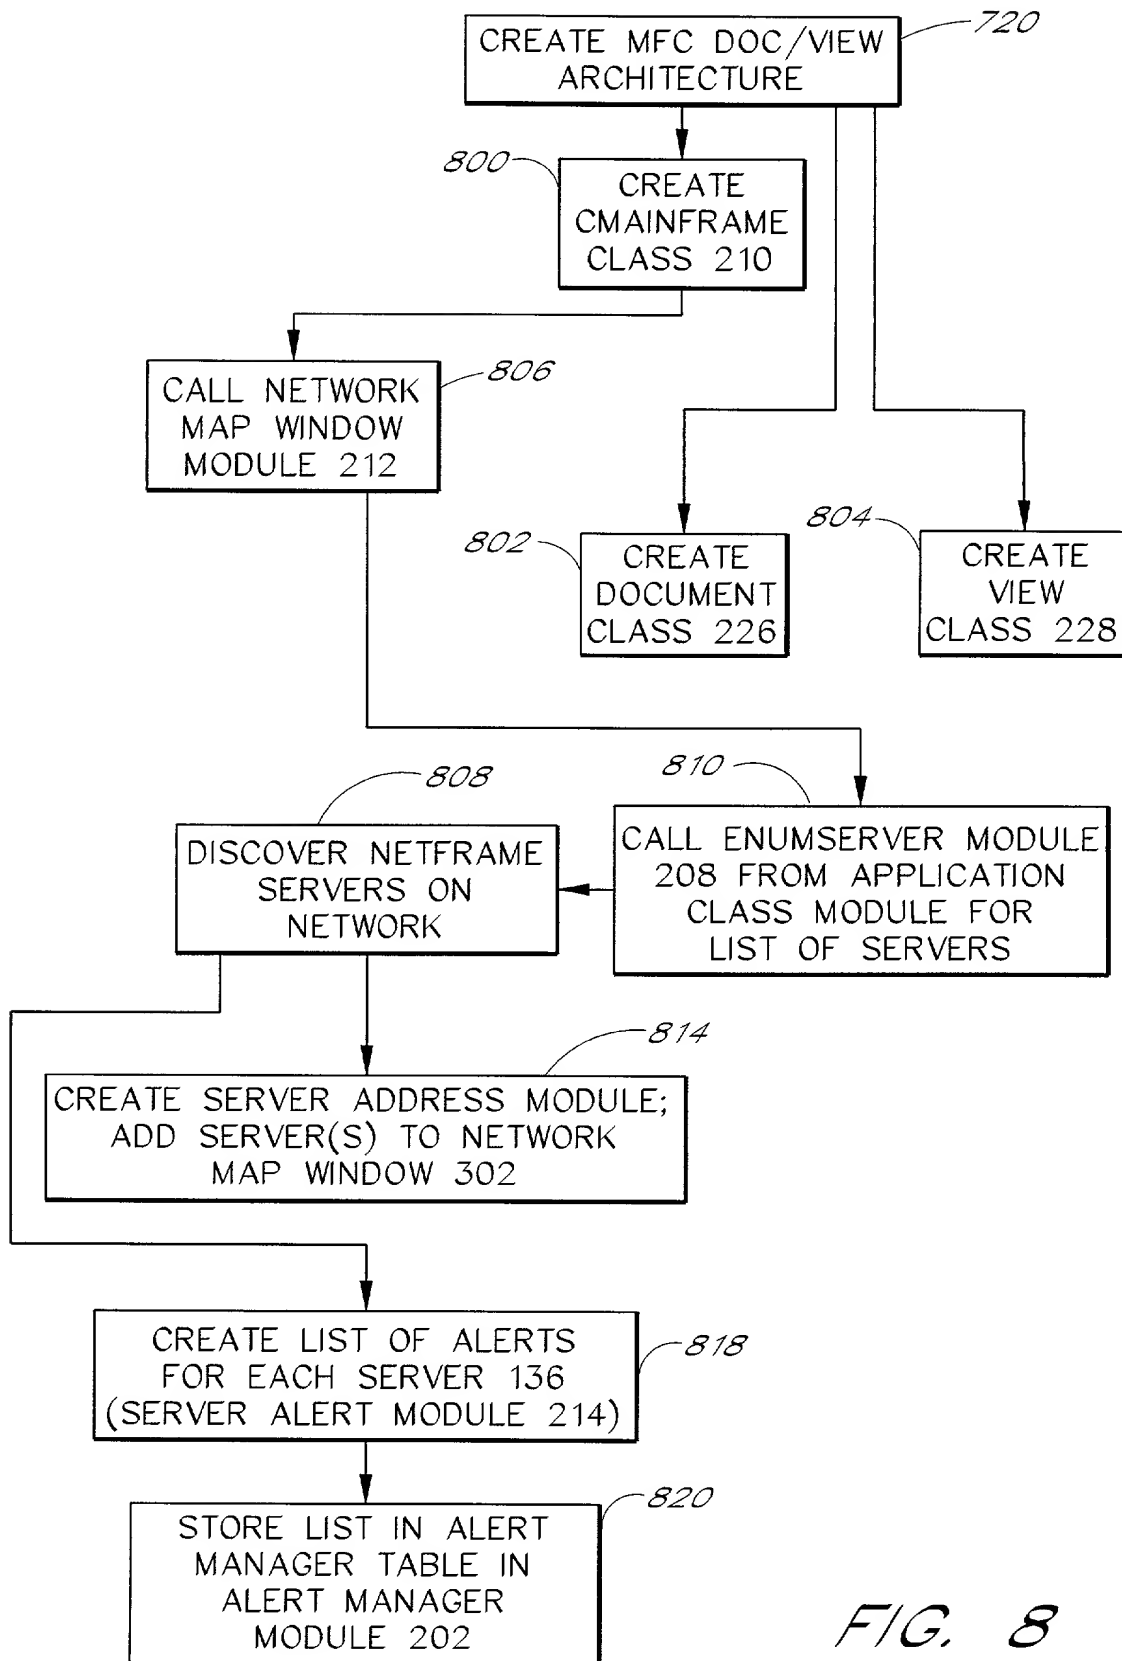 720
CREATE MFC DOC/VIEW
ARCHITECTURE
800
CREATE
CMAINFRAME
CLASS 210
806
CALL NETWORK
MAP WINDOW
MODULE 212
802
CREATE
DOCUMENT
CLASS 226
804
CREATE
VIEW
CLASS 228
808
DISCOVER NETFRAME
SERVERS ON
NETWORK
810
CALL ENUMSERVER MODULE
208 FROM APPLICATION
CLASS MODULE FOR
LIST OF SERVERS
814
CREATE SERVER ADDRESS MODULE;
ADD SERVER(S) TO NETWORK
MAP WINDOW 302
818
CREATE LIST OF ALERTS
FOR EACH SERVER 136
(SERVER ALERT MODULE 214)
820
STORE LIST IN ALERT
MANAGER TABLE IN
ALERT MANAGER
MODULE 202
FIG. 8